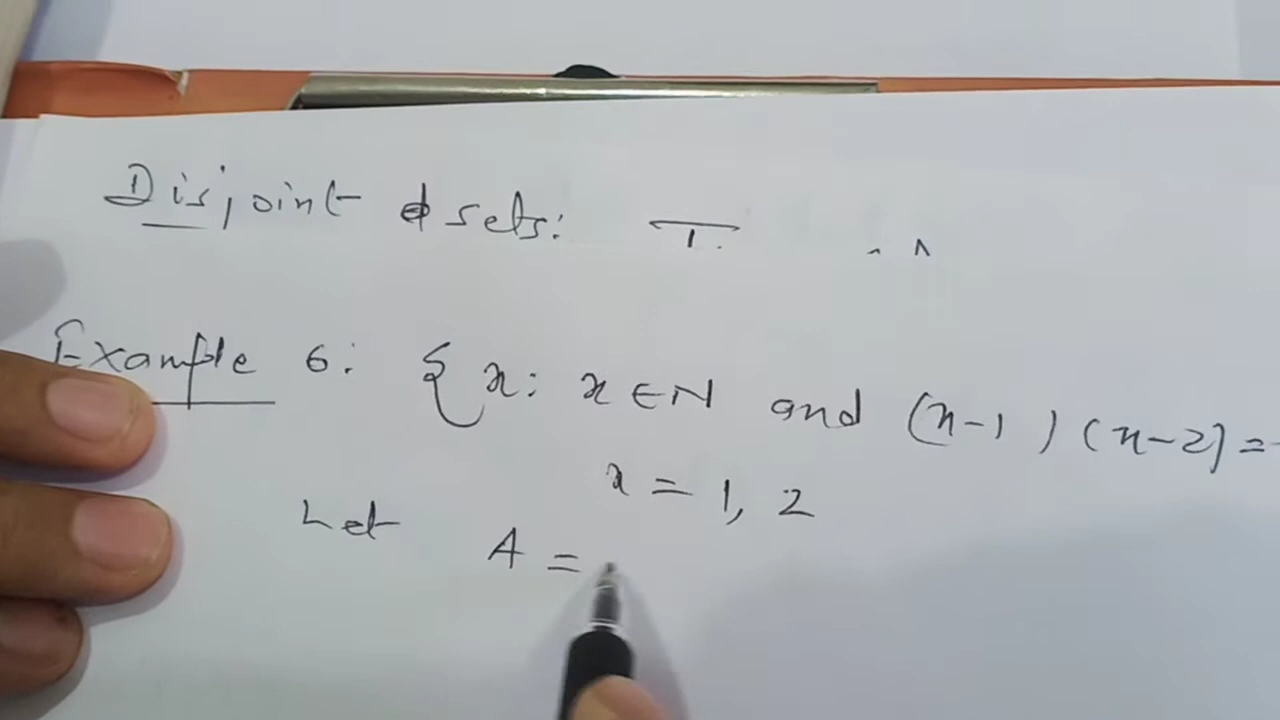 Disjoint sets:
Example 6: { x: x ∈ N and (x-1) (x-2) =
x = 1, 2
Let A =